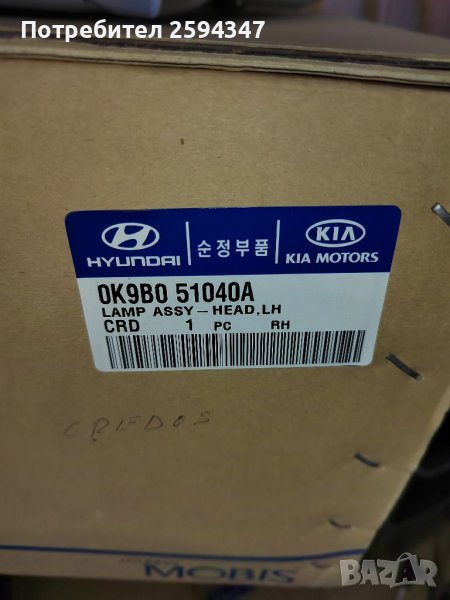 Потребител 2594347
HYUNDAI
순정부품
KIA
KIA MOTORS
0K9B0 51040A
LAMP ASSY-HEAD,LH
CRD 1 PC RH
CREDOS
MOBIS
BAZAR